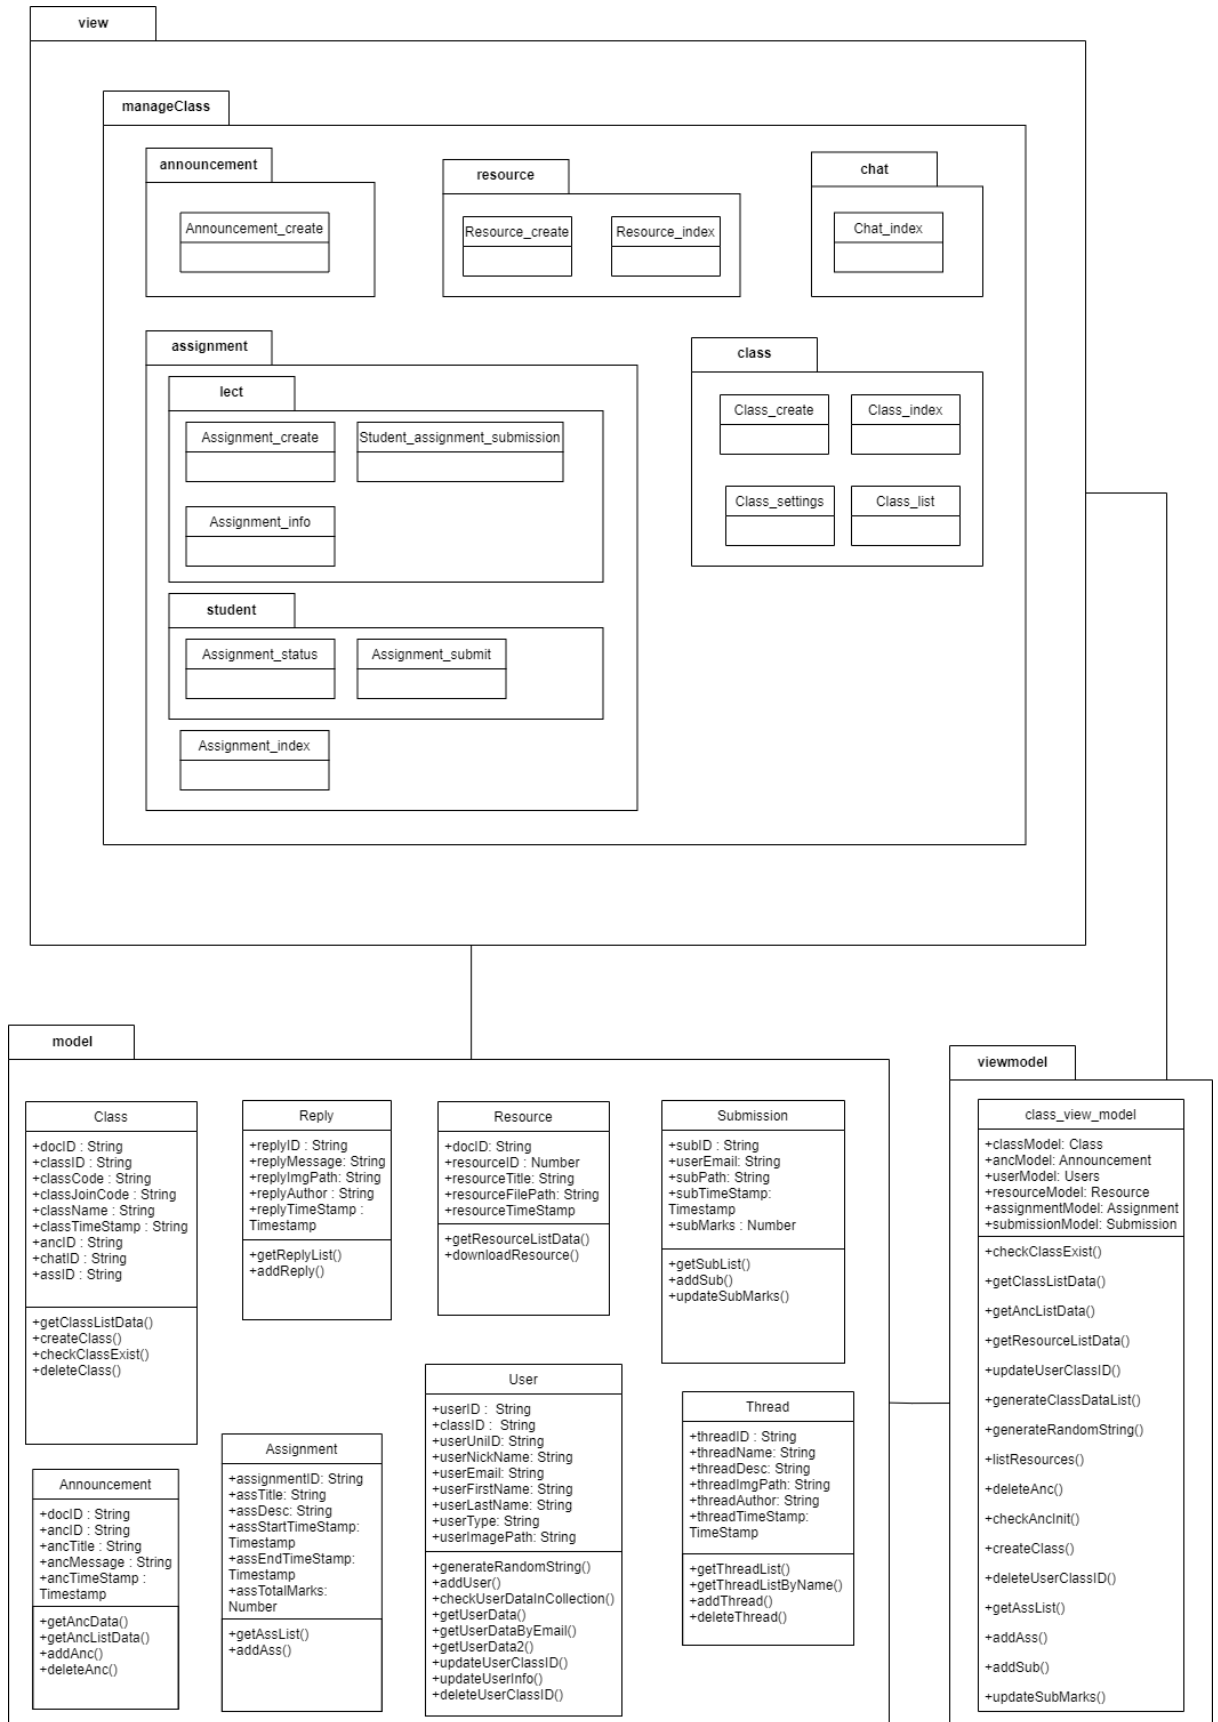 view
manageClass
announcement
Announcement_create
resource
Resource_create
Resource_index
chat
Chat_index
assignment
lect
Assignment_create
Student_assignment_submission
Assignment_info
student
Assignment_status
Assignment_submit
Assignment_index
class
Class_create
Class_index
Class_settings
Class_list
model
Class
+docID : String
+classID : String
+classCode : String
+classJoinCode : String
+className : String
+classTimeStamp : String
+ancID : String
+chatID : String
+assID : String
+getClassListData()
+createClass()
+checkClassExist()
+deleteClass()
Reply
+replyID : String
+replyMessage: String
+replyImgPath: String
+replyAuthor : String
+replyTimeStamp :
Timestamp
+getReplyList()
+addReply()
Resource
+docID: String
+resourceID : Number
+resourceTitle: String
+resourceFilePath: String
+resourceTimeStamp
+getResourceListData()
+downloadResource()
Submission
+subID : String
+userEmail: String
+subPath: String
+subTimeStamp:
Timestamp
+subMarks : Number
+getSubList()
+addSub()
+updateSubMarks()
Announcement
+docID : String
+ancID : String
+ancTitle : String
+ancMessage : String
+ancTimeStamp :
Timestamp
+getAncData()
+getAncListData()
+addAnc()
+deleteAnc()
Assignment
+assignmentID: String
+assTitle: String
+assDesc: String
+assStartTimeStamp:
Timestamp
+assEndTimeStamp:
Timestamp
+assTotalMarks:
Number
+getAssList()
+addAss()
User
+userID :  String
+classID :  String
+userUniID: String
+userNickName: String
+userEmail: String
+userFirstName: String
+userLastName: String
+userType: String
+userImagePath: String
+generateRandomString()
+addUser()
+checkUserDataInCollection()
+getUserData()
+getUserDataByEmail()
+getUserData2()
+updateUserClassID()
+updateUserInfo()
+deleteUserClassID()
Thread
+threadID : String
+threadName: String
+threadDesc: String
+threadImgPath: String
+threadAuthor: String
+threadTimeStamp:
TimeStamp
+getThreadList()
+getThreadListByName()
+addThread()
+deleteThread()
viewmodel
class_view_model
+classModel: Class
+ancModel: Announcement
+userModel: Users
+resourceModel: Resource
+assignmentModel: Assignment
+submissionModel: Submission
+checkClassExist()
+getClassListData()
+getAncListData()
+getResourceListData()
+updateUserClassID()
+generateClassDataList()
+generateRandomString()
+listResources()
+deleteAnc()
+checkAncInit()
+createClass()
+deleteUserClassID()
+getAssList()
+addAss()
+addSub()
+updateSubMarks()